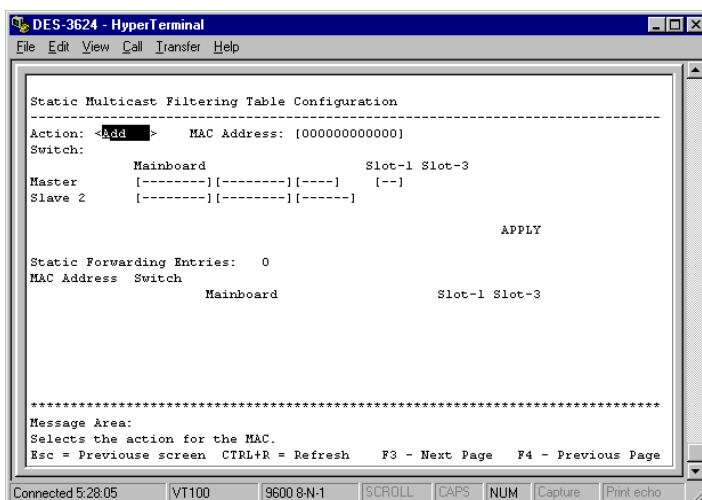 DES-3624 - HyperTerminal
File Edit View Call Transfer Help
Static Multicast Filtering Table Configuration
--------------------------------------------------------------------------------
Action: <Add > MAC Address: [000000000000]
Switch:
Mainboard Slot-1 Slot-3
Master [--------][--------][----] [--]
Slave 2 [--------][--------][------]
APPLY
Static Forwarding Entries: 0
MAC Address Switch
Mainboard Slot-1 Slot-3
********************************************************************************
Message Area:
Selects the action for the MAC.
Esc = Previouse screen CTRL+R = Refresh F3 - Next Page F4 - Previous Page
Connected 5:28:05 VT100 9600 8-N-1 SCROLL CAPS NUM Capture Print echo